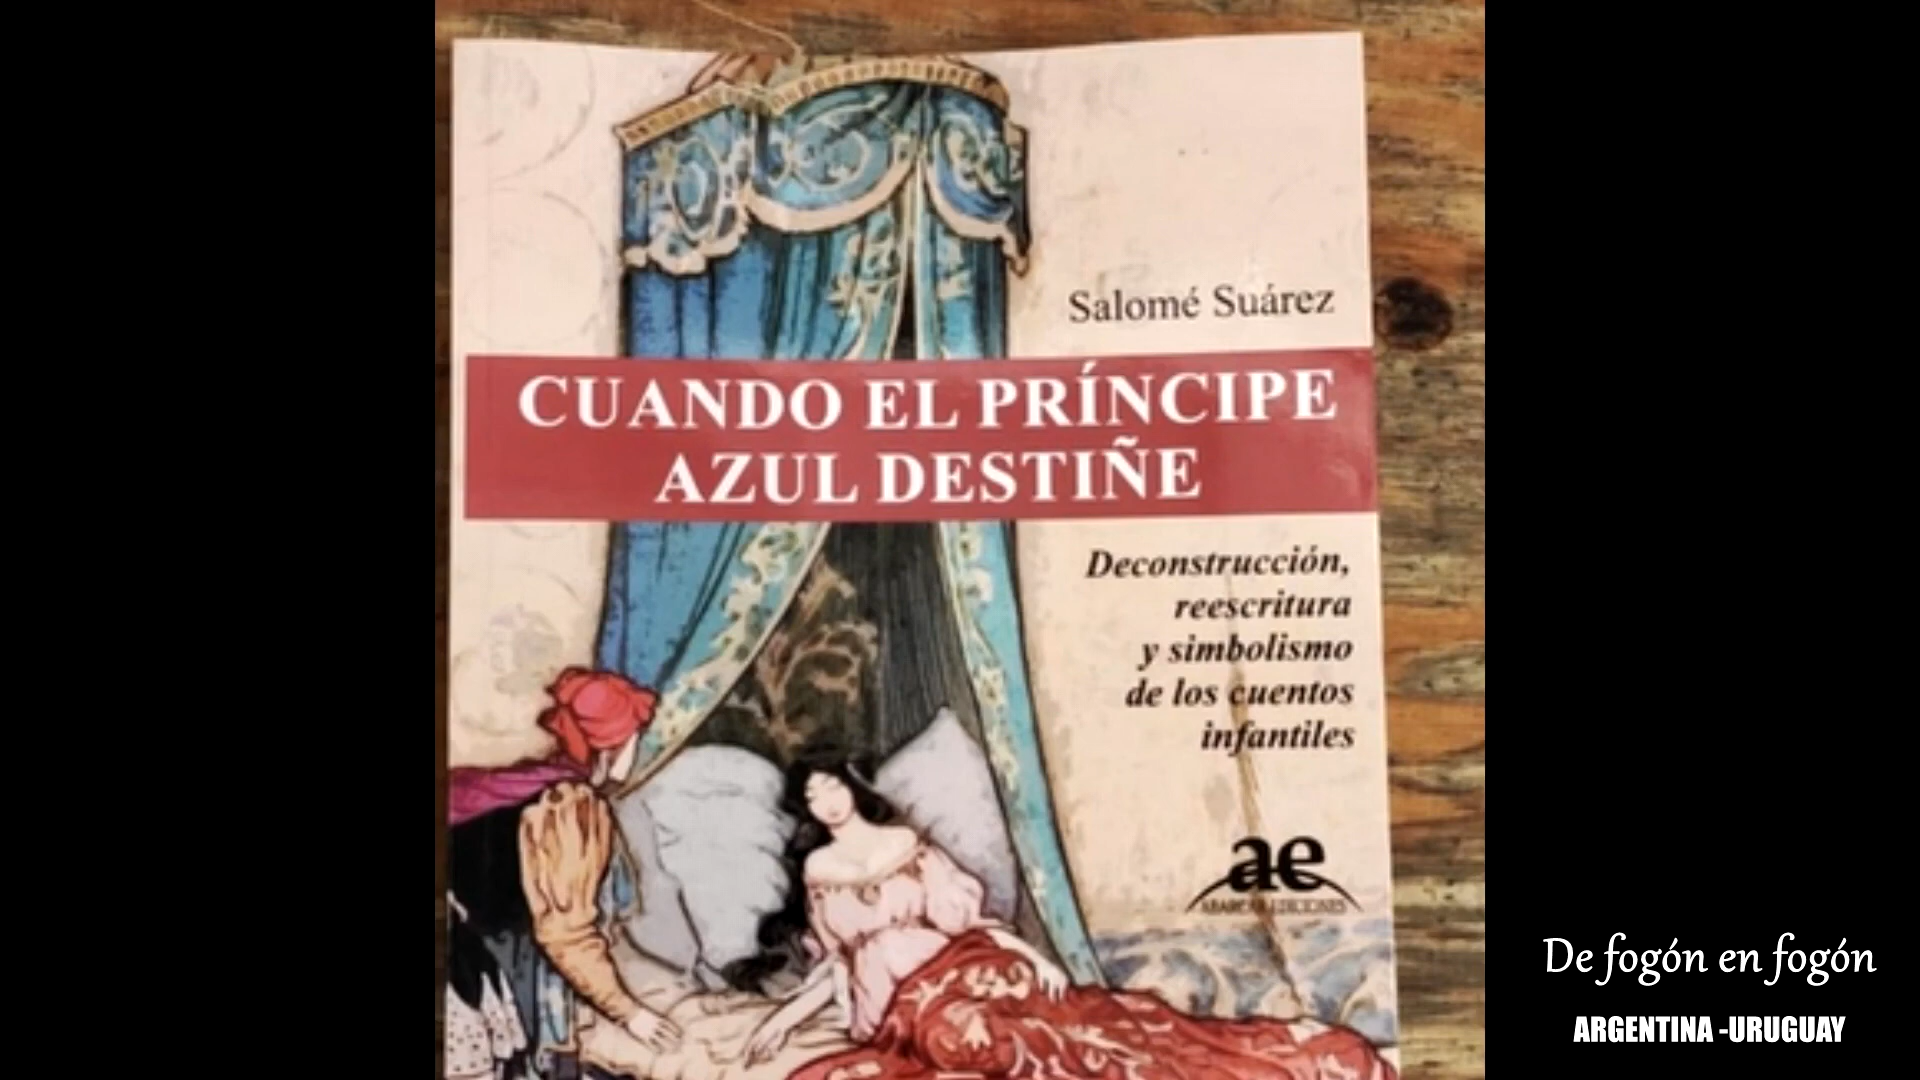 Salomé Suárez
CUANDO EL PRÍNCIPE
AZUL DESTIÑE
Deconstrucción,
reescritura
y simbolismo
de los cuentos
infantiles
ae
EDICIONES
De fogón en fogón
ARGENTINA -URUGUAY